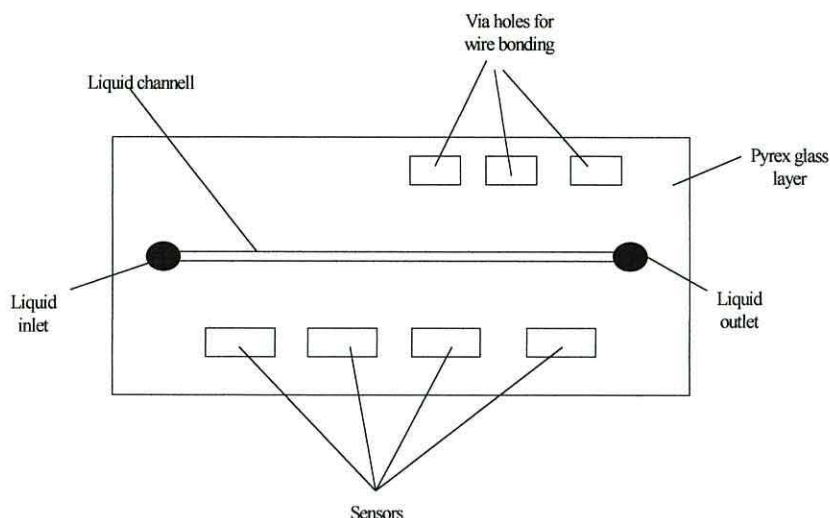 Via holes for
wire bonding
Liquid channell
Pyrex glass
layer
Liquid
inlet
Liquid
outlet
Sensors